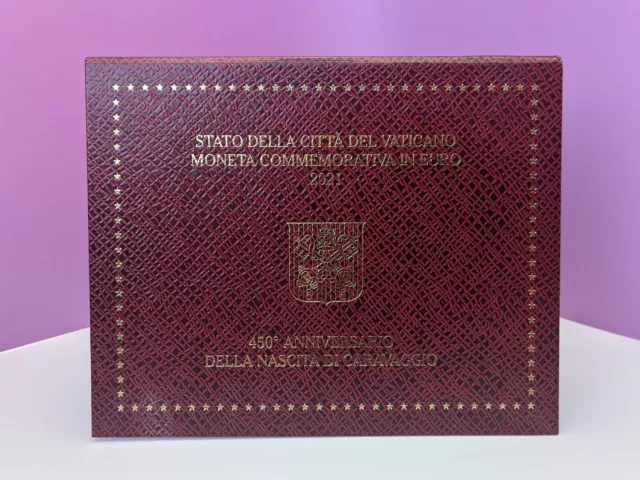 STATO DELLA CITTÀ DEL VATICANO
MONETA COMMEMORATIVA IN EURO
2021
450° ANNIVERSARIO
DELLA NASCITA DI CARAVAGGIO